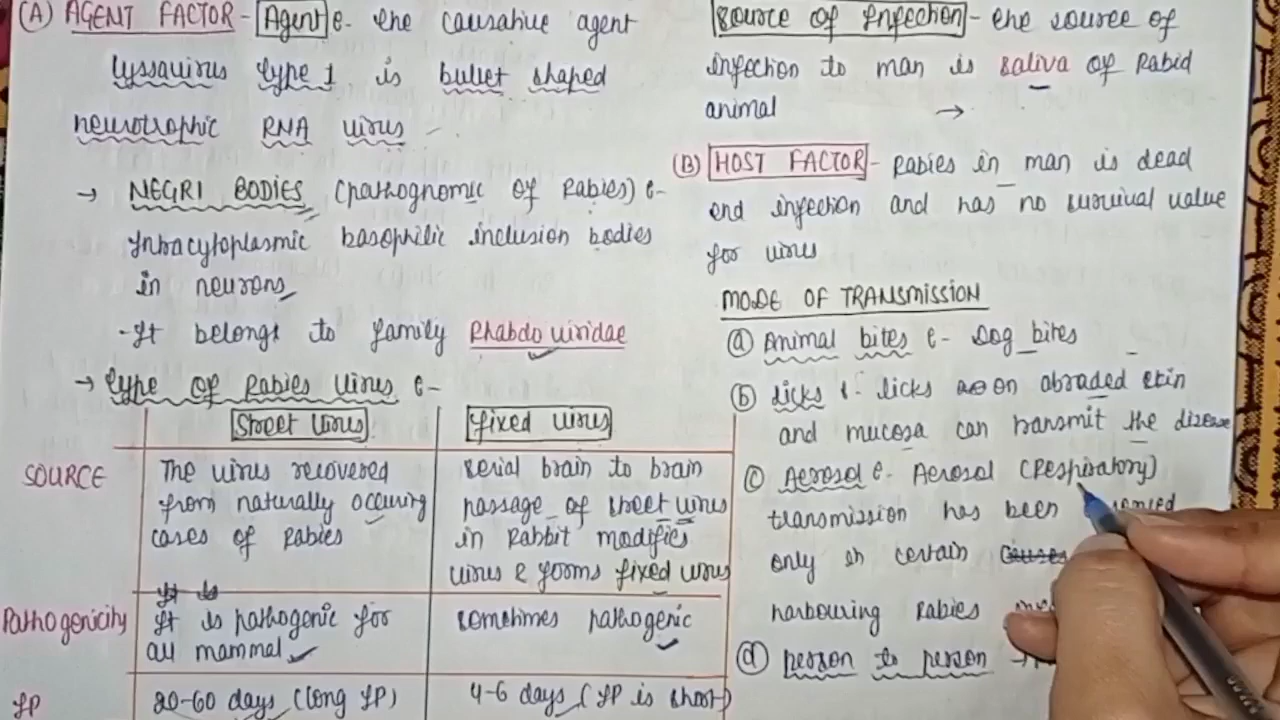 (A) AGENT FACTOR - Agent :- the causative agent
lyssavirus type 1 is bullet shaped
neurotrophic RNA virus
→ NEGRI BODIES (pathognomic of Rabies) :-
Intracytoplasmic basophilic inclusion bodies
in neurons
- It belongs to family Rhabdo viridae
→ Type of Rabies Virus :-
Street Virus
Fixed virus
SOURCE
The virus recovered
from naturally occuring
cases of Rabies
serial brain to brain
passage of street virus
in Rabbit modifies
virus & forms fixed virus
It is
Pathogenicity
It is pathogenic for
all mammal
sometimes pathogenic
IP
20-60 days (long IP)
4-6 days (IP is short)
Source of Infection - the source of
infection to man is saliva of Rabid
animal →
(B) HOST FACTOR - Rabies in man is dead
end infection and has no survival value
for virus
MODE OF TRANSMISSION
(a) Animal bites :- Dog bites
(b) licks :- licks on abraded skin
and mucosa can transmit the disease
(c) Aerosol :- Aerosol (Respiratory)
transmission has been
only in certain causes
harbouring Rabies
(d) person to person →